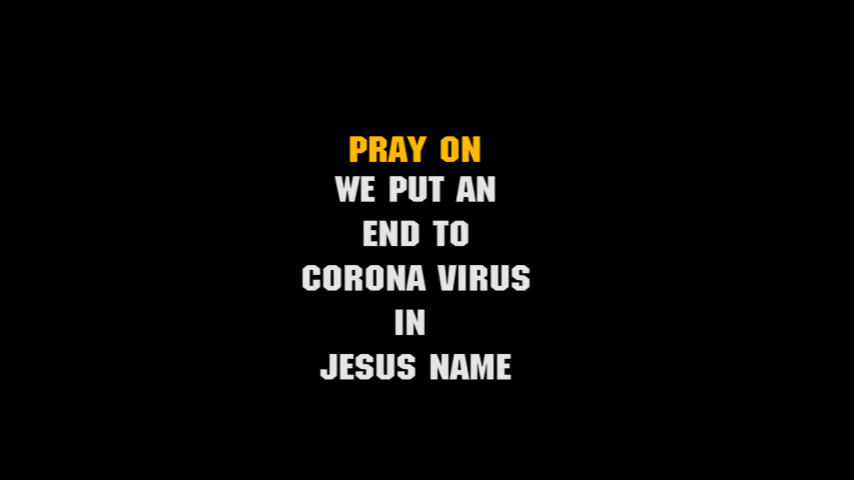 PRAY ON
WE PUT AN
END TO
CORONA VIRUS
IN
JESUS NAME